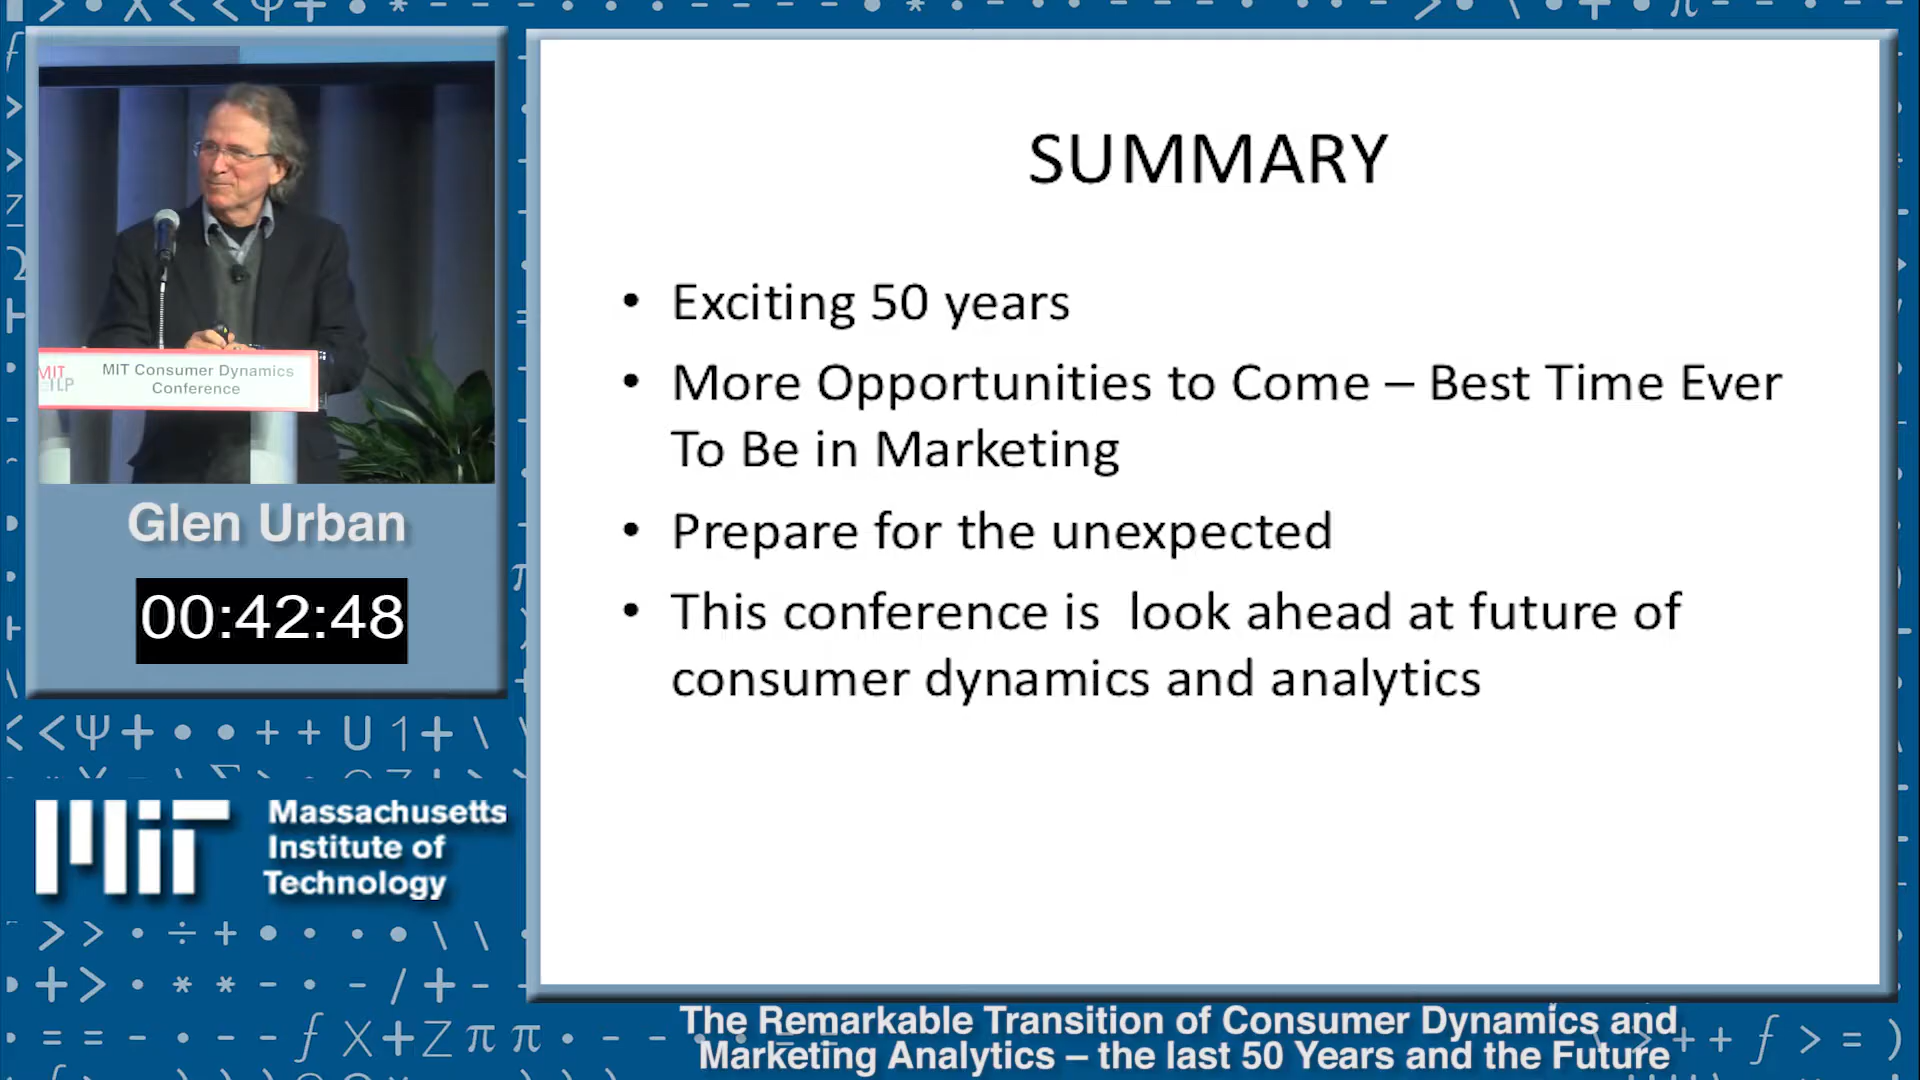 MIT
ILP
MIT Consumer Dynamics
Conference
Glen Urban
00:42:48
Massachusetts
Institute of
Technology
SUMMARY
• Exciting 50 years
• More Opportunities to Come – Best Time Ever
To Be in Marketing
• Prepare for the unexpected
• This conference is  look ahead at future of
consumer dynamics and analytics
The Remarkable Transition of Consumer Dynamics and
Marketing Analytics – the last 50 Years and the Future